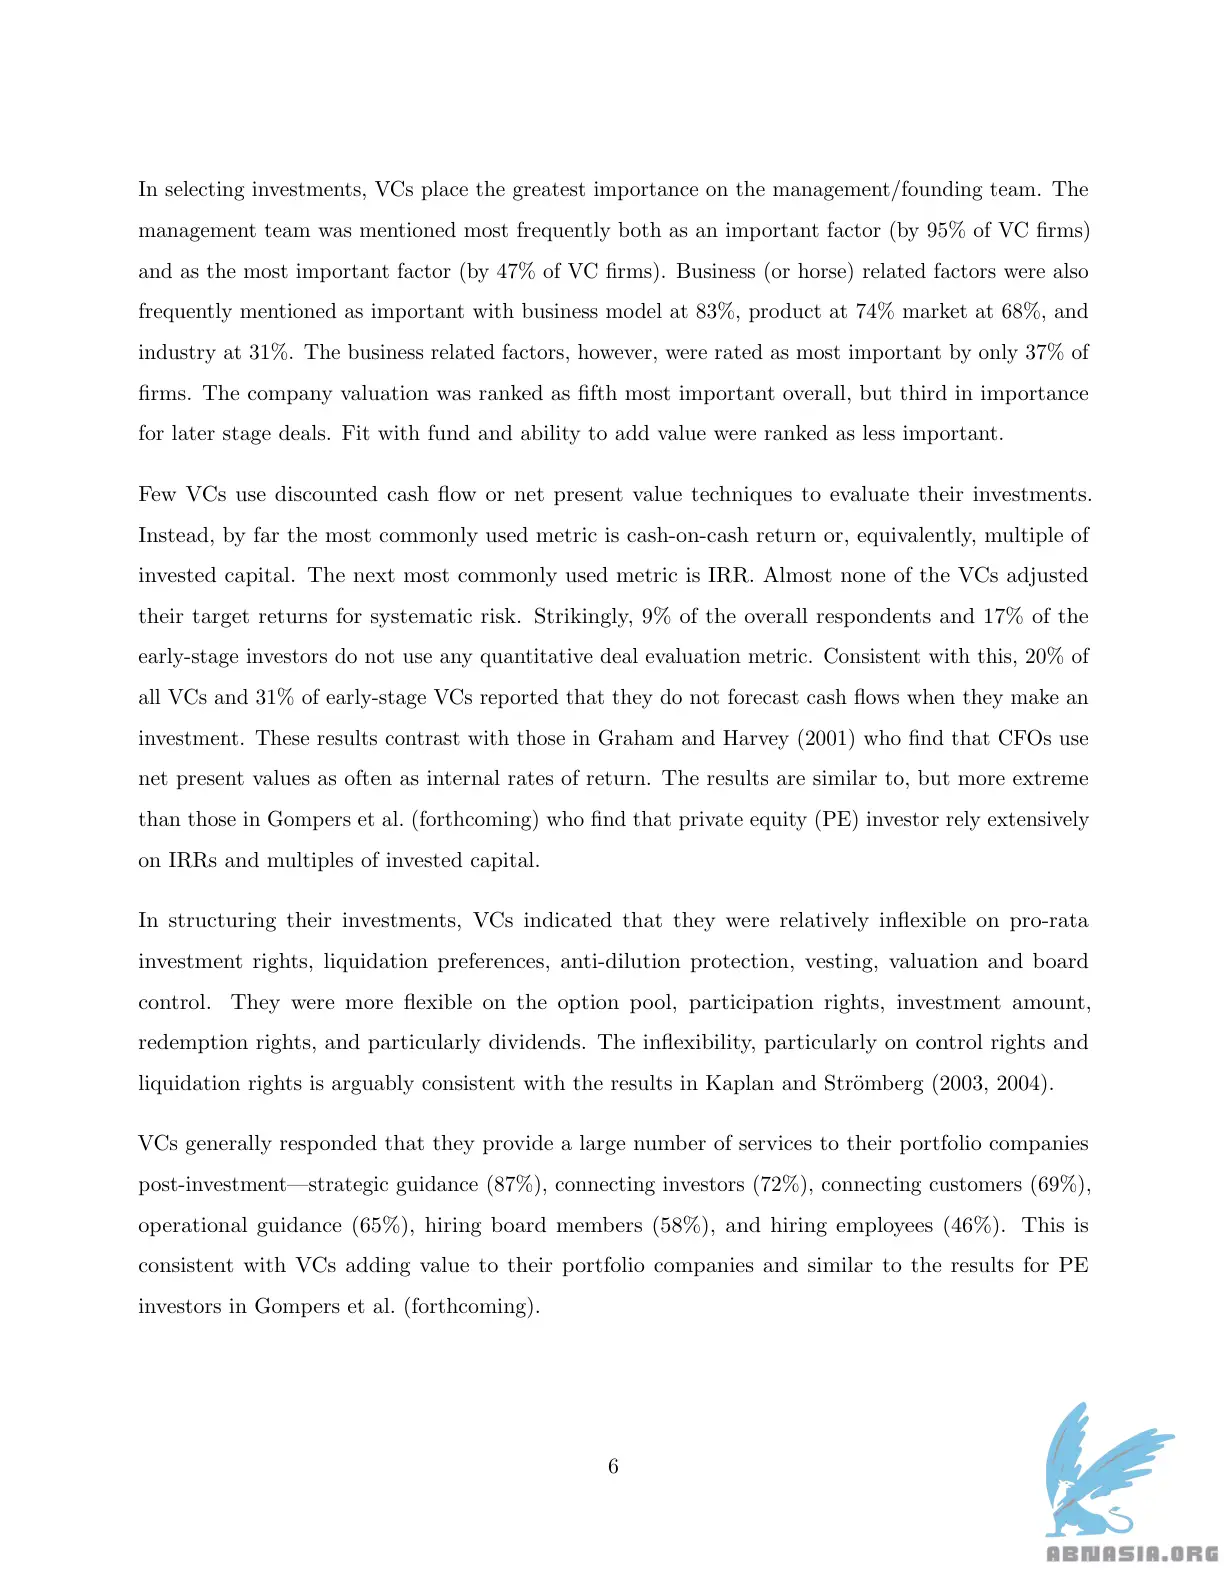 In selecting investments, VCs place the greatest importance on the management/founding team. The
management team was mentioned most frequently both as an important factor (by 95% of VC firms)
and as the most important factor (by 47% of VC firms). Business (or horse) related factors were also
frequently mentioned as important with business model at 83%, product at 74% market at 68%, and
industry at 31%. The business related factors, however, were rated as most important by only 37% of
firms. The company valuation was ranked as fifth most important overall, but third in importance
for later stage deals. Fit with fund and ability to add value were ranked as less important.
Few VCs use discounted cash flow or net present value techniques to evaluate their investments.
Instead, by far the most commonly used metric is cash-on-cash return or, equivalently, multiple of
invested capital. The next most commonly used metric is IRR. Almost none of the VCs adjusted
their target returns for systematic risk. Strikingly, 9% of the overall respondents and 17% of the
early-stage investors do not use any quantitative deal evaluation metric. Consistent with this, 20% of
all VCs and 31% of early-stage VCs reported that they do not forecast cash flows when they make an
investment. These results contrast with those in Graham and Harvey (2001) who find that CFOs use
net present values as often as internal rates of return. The results are similar to, but more extreme
than those in Gompers et al. (forthcoming) who find that private equity (PE) investor rely extensively
on IRRs and multiples of invested capital.
In structuring their investments, VCs indicated that they were relatively inflexible on pro-rata
investment rights, liquidation preferences, anti-dilution protection, vesting, valuation and board
control. They were more flexible on the option pool, participation rights, investment amount,
redemption rights, and particularly dividends. The inflexibility, particularly on control rights and
liquidation rights is arguably consistent with the results in Kaplan and Strömberg (2003, 2004).
VCs generally responded that they provide a large number of services to their portfolio companies
post-investment—strategic guidance (87%), connecting investors (72%), connecting customers (69%),
operational guidance (65%), hiring board members (58%), and hiring employees (46%). This is
consistent with VCs adding value to their portfolio companies and similar to the results for PE
investors in Gompers et al. (forthcoming).
6
ABNASIA.ORG